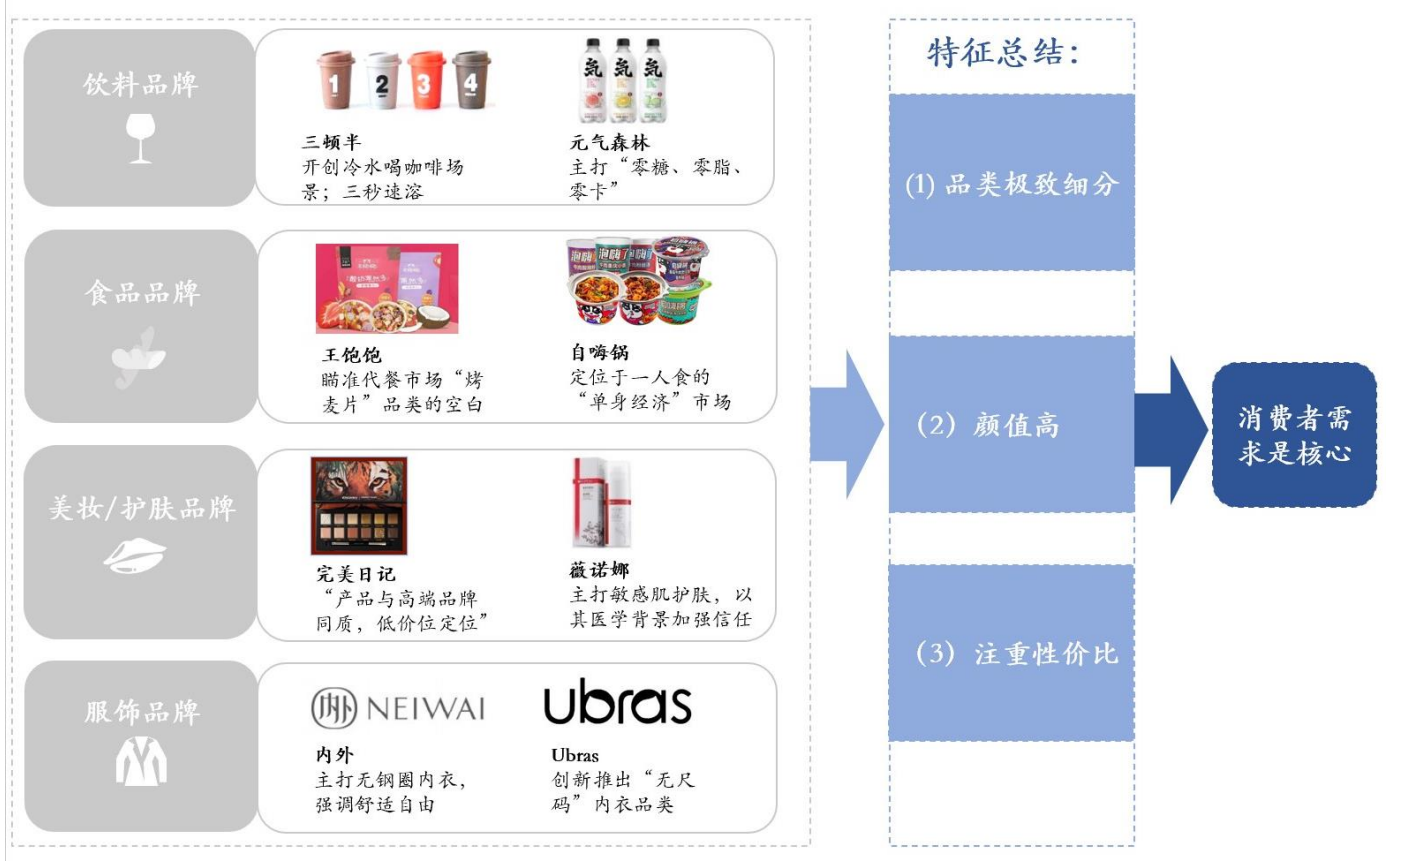 饮料品牌
1
2
3
4
三顿半
开创冷水喝咖啡场
景；三秒速溶
気
気
気
元气森林
主打“零糖、零脂、
零卡”
食品品牌
王饱饱
瞄准代餐市场“烤
麦片”品类的空白
自嗨锅
定位于一人食的
“单身经济”市场
美妆/护肤品牌
完美日记
“产品与高端品牌
同质，低价位定位”
薇诺娜
主打敏感肌护肤，以
其医学背景加强信任
服饰品牌
内外 NEIWAI
内外
主打无钢圈内衣，
强调舒适自由
ubras
Ubras
创新推出“无尺
码”内衣品类
特征总结：
(1) 品类极致细分
（2）颜值高
（3）注重性价比
消费者需
求是核心